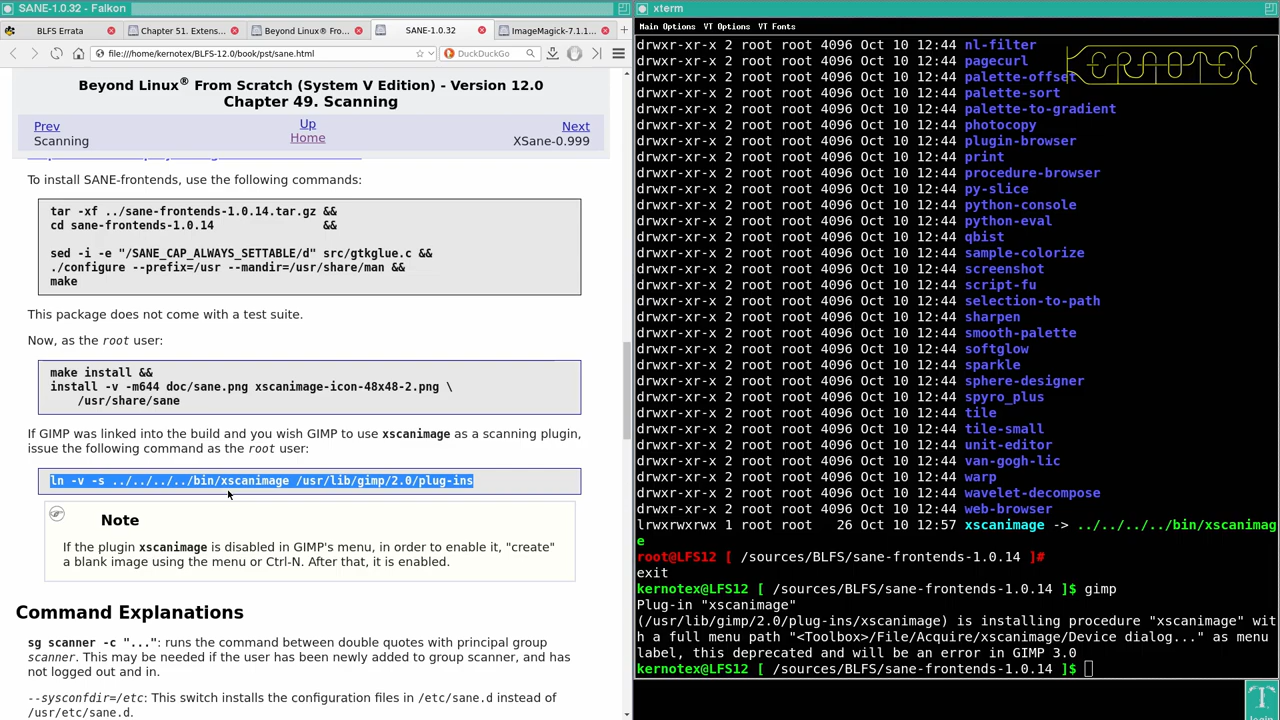 SANE-1.0.32 - Falkon
BLFS Errata
Chapter 51. Extens...
Beyond Linux® Fro...
SANE-1.0.32
ImageMagick-7.1.1...
file:///home/kernotex/BLFS-12.0/book/pst/sane.html
DuckDuckGo
Beyond Linux® From Scratch (System V Edition) - Version 12.0
Chapter 49. Scanning
Prev
Up
Next
Scanning
Home
XSane-0.999
To install SANE-frontends, use the following commands:
tar -xf ../sane-frontends-1.0.14.tar.gz &&
cd sane-frontends-1.0.14 &&
sed -i -e "/SANE_CAP_ALWAYS_SETTABLE/d" src/gtkglue.c &&
./configure --prefix=/usr --mandir=/usr/share/man &&
make
This package does not come with a test suite.
Now, as the root user:
make install &&
install -v -m644 doc/sane.png xscanimage-icon-48x48-2.png \
/usr/share/sane
If GIMP was linked into the build and you wish GIMP to use xscanimage as a scanning plugin,
issue the following command as the root user:
ln -v -s ../../../../bin/xscanimage /usr/lib/gimp/2.0/plug-ins
Note
If the plugin xscanimage is disabled in GIMP's menu, in order to enable it, "create"
a blank image using the menu or Ctrl-N. After that, it is enabled.
Command Explanations
sg scanner -c "...": runs the command between double quotes with principal group
scanner. This may be needed if the user has been newly added to group scanner, and has
not logged out and in.
--sysconfdir=/etc: This switch installs the configuration files in /etc/sane.d instead of
/usr/etc/sane.d.
xterm
Main Options VT Options VT Fonts
KERNOTEX
drwxr-xr-x 2 root root 4096 Oct 10 12:44 nl-filter
drwxr-xr-x 2 root root 4096 Oct 10 12:44 pagecurl
drwxr-xr-x 2 root root 4096 Oct 10 12:44 palette-offset
drwxr-xr-x 2 root root 4096 Oct 10 12:44 palette-sort
drwxr-xr-x 2 root root 4096 Oct 10 12:44 palette-to-gradient
drwxr-xr-x 2 root root 4096 Oct 10 12:44 photocopy
drwxr-xr-x 2 root root 4096 Oct 10 12:44 plugin-browser
drwxr-xr-x 2 root root 4096 Oct 10 12:44 print
drwxr-xr-x 2 root root 4096 Oct 10 12:44 procedure-browser
drwxr-xr-x 2 root root 4096 Oct 10 12:44 py-slice
drwxr-xr-x 2 root root 4096 Oct 10 12:44 python-console
drwxr-xr-x 2 root root 4096 Oct 10 12:44 python-eval
drwxr-xr-x 2 root root 4096 Oct 10 12:44 qbist
drwxr-xr-x 2 root root 4096 Oct 10 12:44 sample-colorize
drwxr-xr-x 2 root root 4096 Oct 10 12:44 screenshot
drwxr-xr-x 2 root root 4096 Oct 10 12:44 script-fu
drwxr-xr-x 2 root root 4096 Oct 10 12:44 selection-to-path
drwxr-xr-x 2 root root 4096 Oct 10 12:44 sharpen
drwxr-xr-x 2 root root 4096 Oct 10 12:44 smooth-palette
drwxr-xr-x 2 root root 4096 Oct 10 12:44 softglow
drwxr-xr-x 2 root root 4096 Oct 10 12:44 sparkle
drwxr-xr-x 2 root root 4096 Oct 10 12:44 sphere-designer
drwxr-xr-x 2 root root 4096 Oct 10 12:44 spyro_plus
drwxr-xr-x 2 root root 4096 Oct 10 12:44 tile
drwxr-xr-x 2 root root 4096 Oct 10 12:44 tile-small
drwxr-xr-x 2 root root 4096 Oct 10 12:44 unit-editor
drwxr-xr-x 2 root root 4096 Oct 10 12:44 van-gogh-lic
drwxr-xr-x 2 root root 4096 Oct 10 12:44 warp
drwxr-xr-x 2 root root 4096 Oct 10 12:44 wavelet-decompose
drwxr-xr-x 2 root root 4096 Oct 10 12:44 web-browser
lrwxrwxrwx 1 root root 26 Oct 10 12:57 xscanimage -> ../../../../bin/xscanimag
e
root@LFS12 [ /sources/BLFS/sane-frontends-1.0.14 ]#
exit
kernotex@LFS12 [ /sources/BLFS/sane-frontends-1.0.14 ]$ gimp
Plug-in "xscanimage"
(/usr/lib/gimp/2.0/plug-ins/xscanimage) is installing procedure "xscanimage" wit
h a full menu path "<Toolbox>/File/Acquire/xscanimage/Device dialog..." as menu
label, this deprecated and will be an error in GIMP 3.0
kernotex@LFS12 [ /sources/BLFS/sane-frontends-1.0.14 ]$